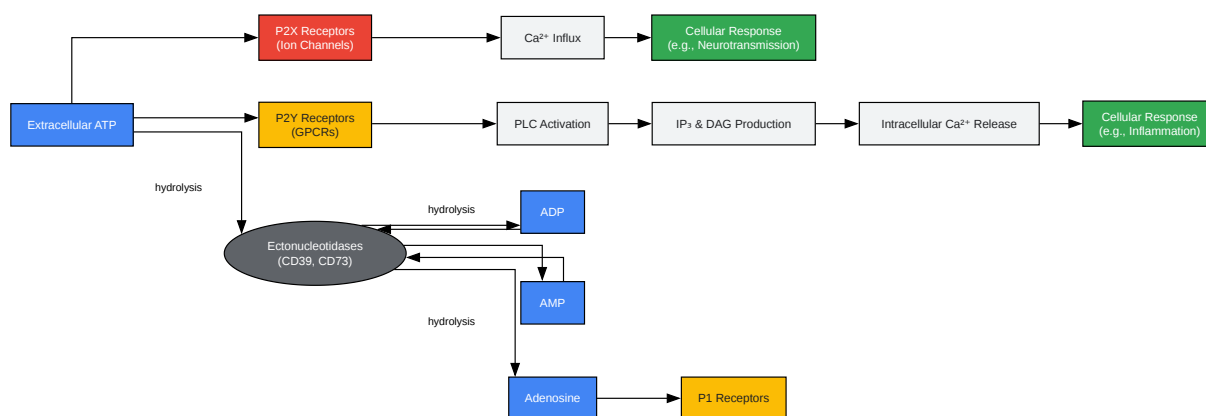 P2X Receptors
(Ion Channels)
Ca²⁺ Influx
Cellular Response
(e.g., Neurotransmission)
Extracellular ATP
P2Y Receptors
(GPCRs)
PLC Activation
IP₃ & DAG Production
Intracellular Ca²⁺ Release
Cellular Response
(e.g., Inflammation)
hydrolysis
hydrolysis
ADP
Ectonucleotidases
(CD39, CD73)
AMP
hydrolysis
Adenosine
P1 Receptors